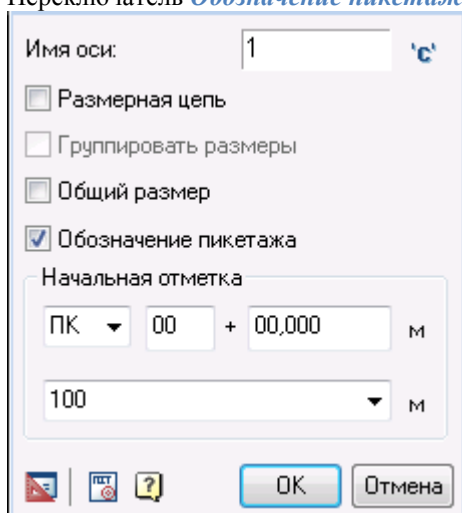 Переключатель Обозначение пикетаж
Имя оси: 1 'c'
Размерная цепь
Группировать размеры
Общий размер
Обозначение пикетажа
Начальная отметка
ПК 00 + 00,000 м
100 м
? OK Отмена